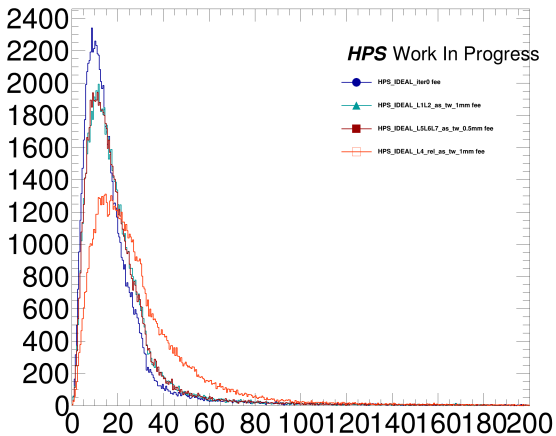 2400
2200
2000
1800
1600
1400
1200
1000
800
600
400
200
0
HPS Work In Progress
HPS_IDEAL_iter0 fee
HPS_IDEAL_L1L2_as_tw_1mm fee
HPS_IDEAL_L5L6L7_as_tw_0.5mm fee
HPS_IDEAL_L4_rel_as_tw_1mm fee
0 20 40 60 80 100 120 140 160 180 200